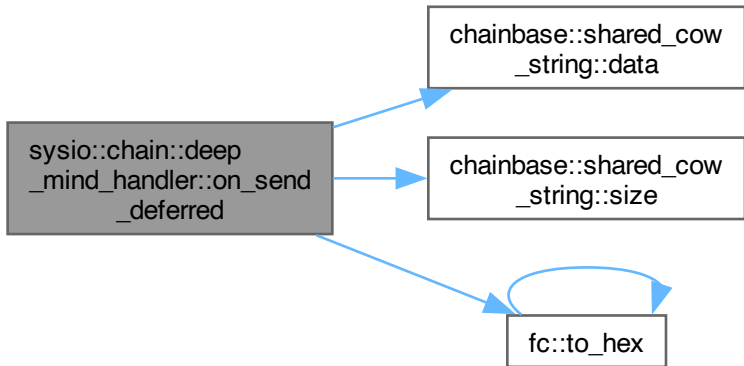 sysio::chain::deep
_mind_handler::on_send
_deferred
chainbase::shared_cow
_string::data
chainbase::shared_cow
_string::size
fc::to_hex